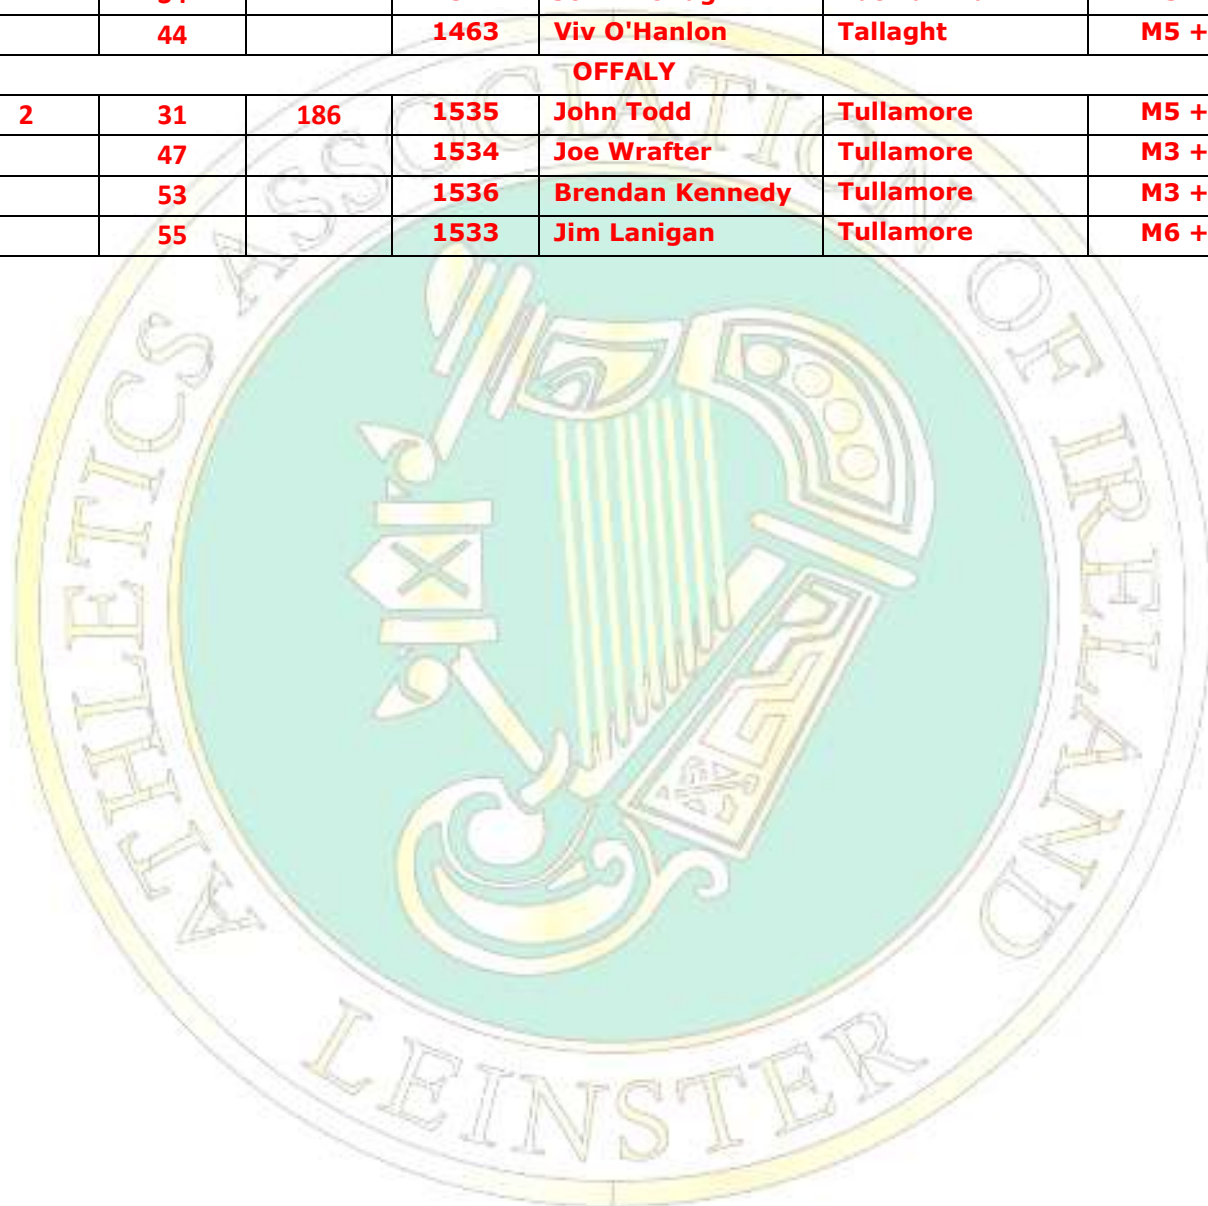 44 1463 Viv O'Hanlon Tallaght M5 +
OFFALY
2 31 186 1535 John Todd Tullamore M5 +
47 1534 Joe Wrafter Tullamore M3 +
53 1536 Brendan Kennedy Tullamore M3 +
55 1533 Jim Lanigan Tullamore M6 +
ATHLETICS ASSOCIATION OF IRELAND
LEINSTER